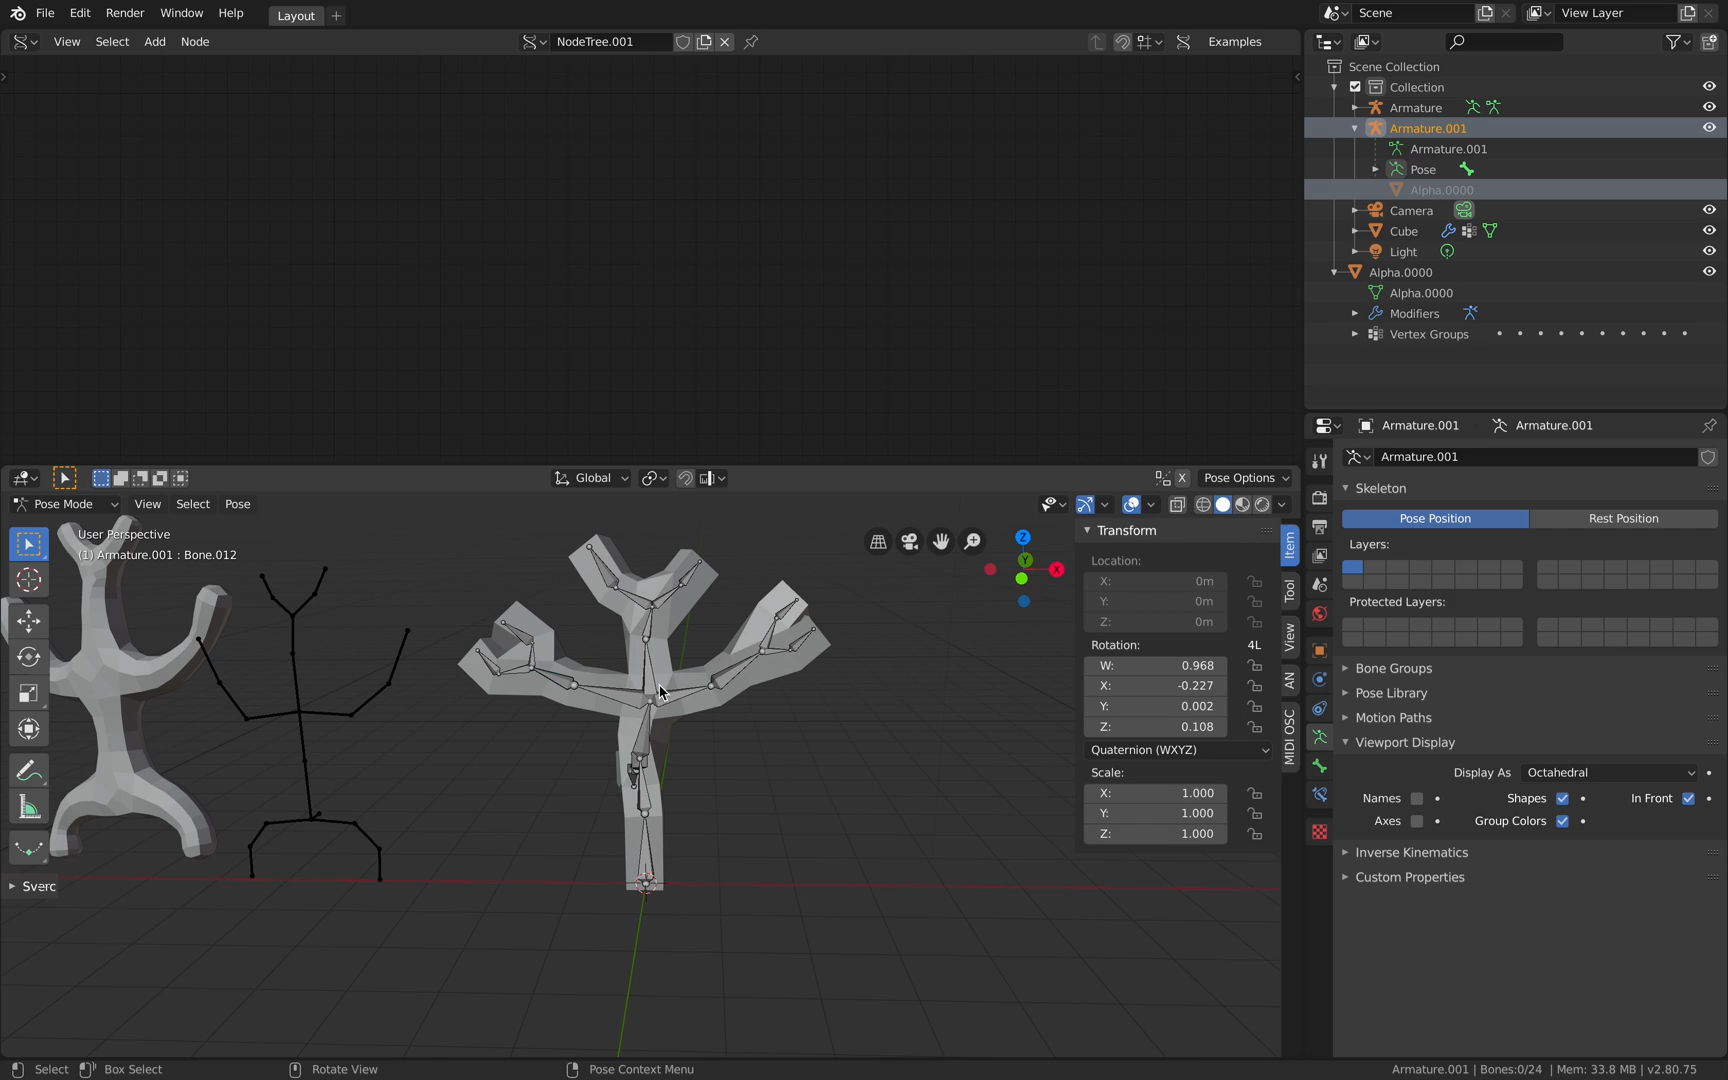 File Edit Render Window Help Layout + Scene View Layer
View Select Add Node NodeTree.001 Examples
Scene Collection
Collection
Armature
Armature.001
Armature.001
Pose
Alpha.0000
Camera
Cube
Light
Alpha.0000
Alpha.0000
Modifiers
Vertex Groups
Armature.001 Armature.001
Armature.001
Skeleton
Pose Position Rest Position
Layers:
Protected Layers:
Bone Groups
Pose Library
Motion Paths
Viewport Display
Display As Octahedral
Names Shapes In Front
Axes Group Colors
Inverse Kinematics
Custom Properties
Global X Pose Options
Pose Mode View Select Pose
User Perspective
(1) Armature.001 : Bone.012
Z
Y
X
Transform
Location:
X: 0m
Y: 0m
Z: 0m
Rotation: 4L
W: 0.968
X: -0.227
Y: 0.002
Z: 0.108
Quaternion (WXYZ)
Scale:
X: 1.000
Y: 1.000
Z: 1.000
Item
Tool
View
AN
MIDI OSC
Sverc
Select Box Select Rotate View Pose Context Menu Armature.001 | Bones:0/24 | Mem: 33.8 MB | v2.80.75